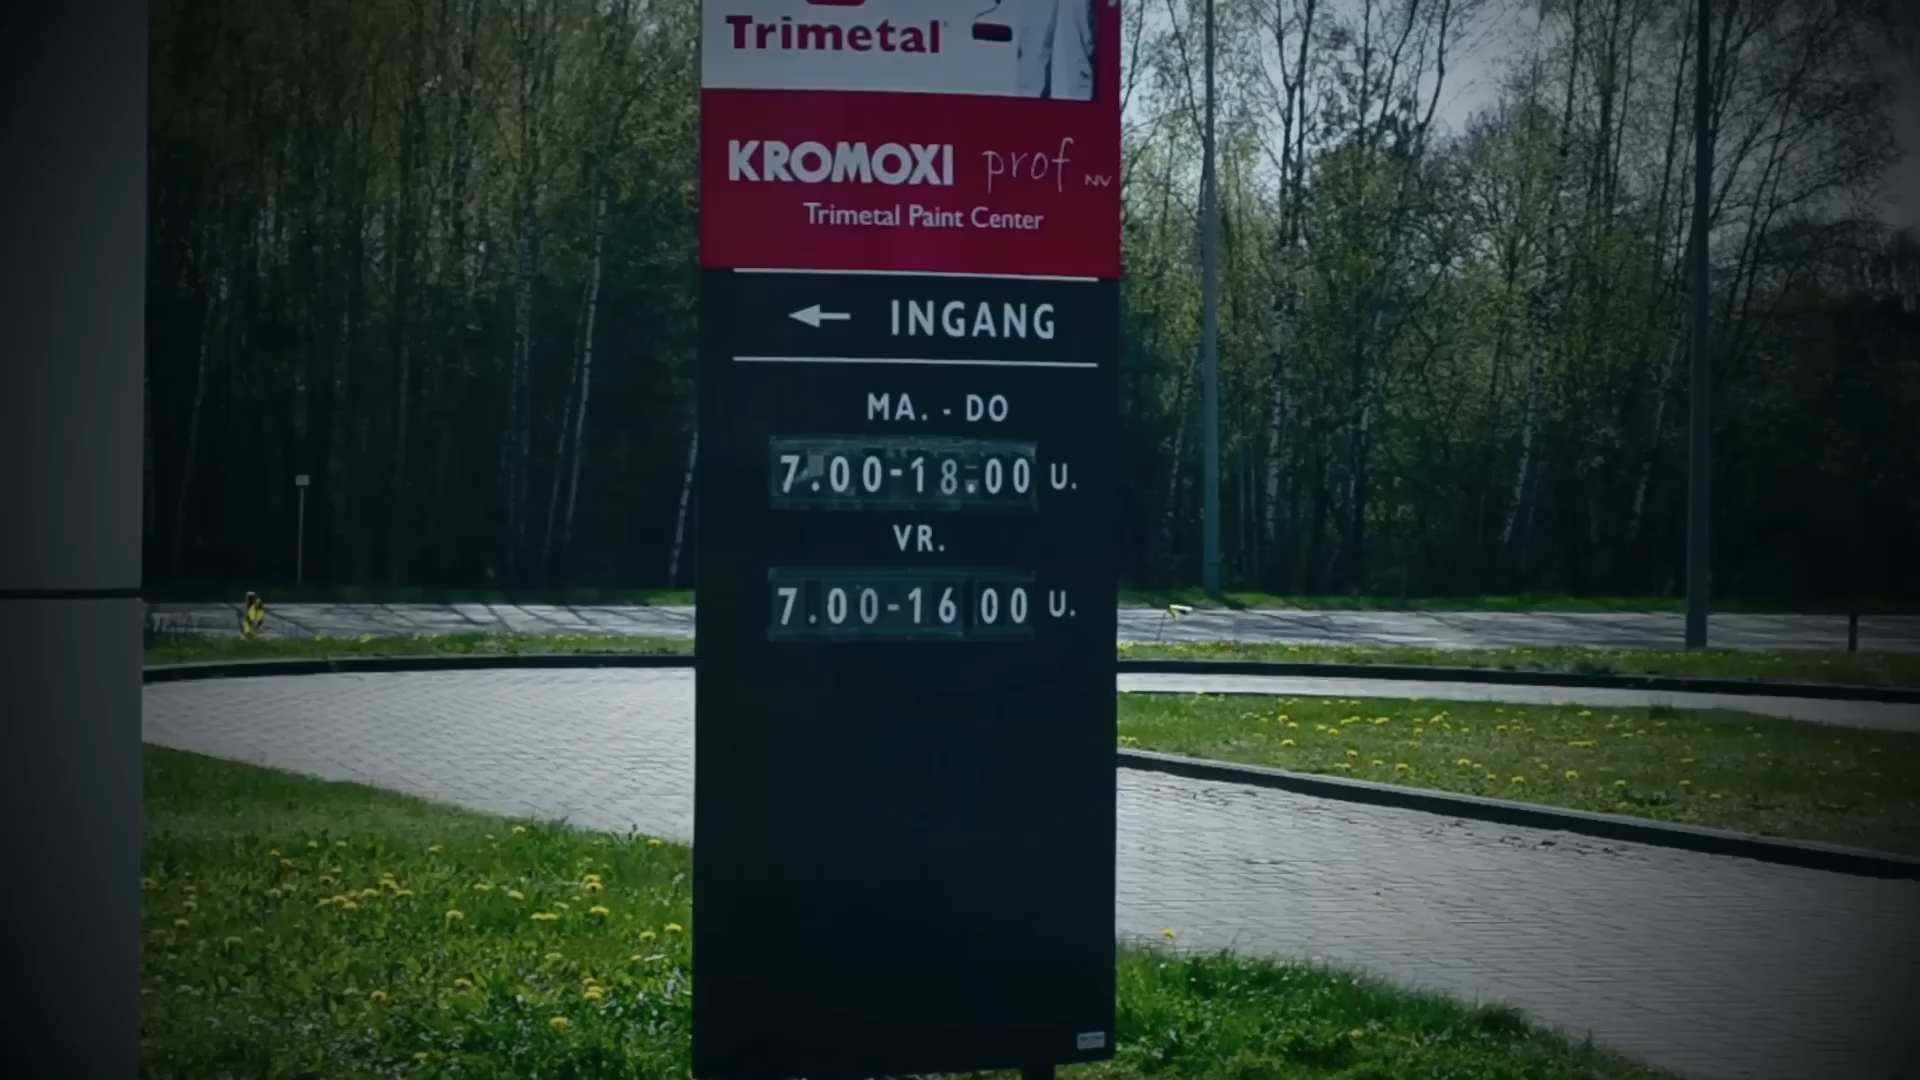 Trimetal
KROMOXI prof NV
Trimetal Paint Center
← INGANG
MA. - DO
7.00-18.00 U.
VR.
7.00-16 00 U.